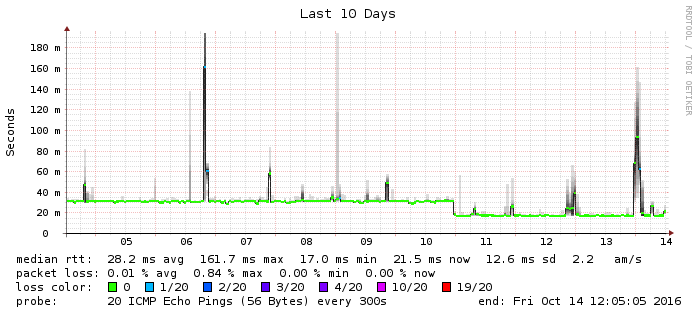 Last 10 Days
RRDTOOL / TOBI OETIKER
Seconds
180 m
160 m
140 m
120 m
100 m
80 m
60 m
40 m
20 m
0
05 06 07 08 09 10 11 12 13 14
median rtt: 28.2 ms avg 161.7 ms max 17.0 ms min 21.5 ms now 12.6 ms sd 2.2 am/s
packet loss: 0.01 % avg 0.84 % max 0.00 % min 0.00 % now
loss color: 0 1/20 2/20 3/20 4/20 10/20 19/20
probe: 20 ICMP Echo Pings (56 Bytes) every 300s end: Fri Oct 14 12:05:05 2016